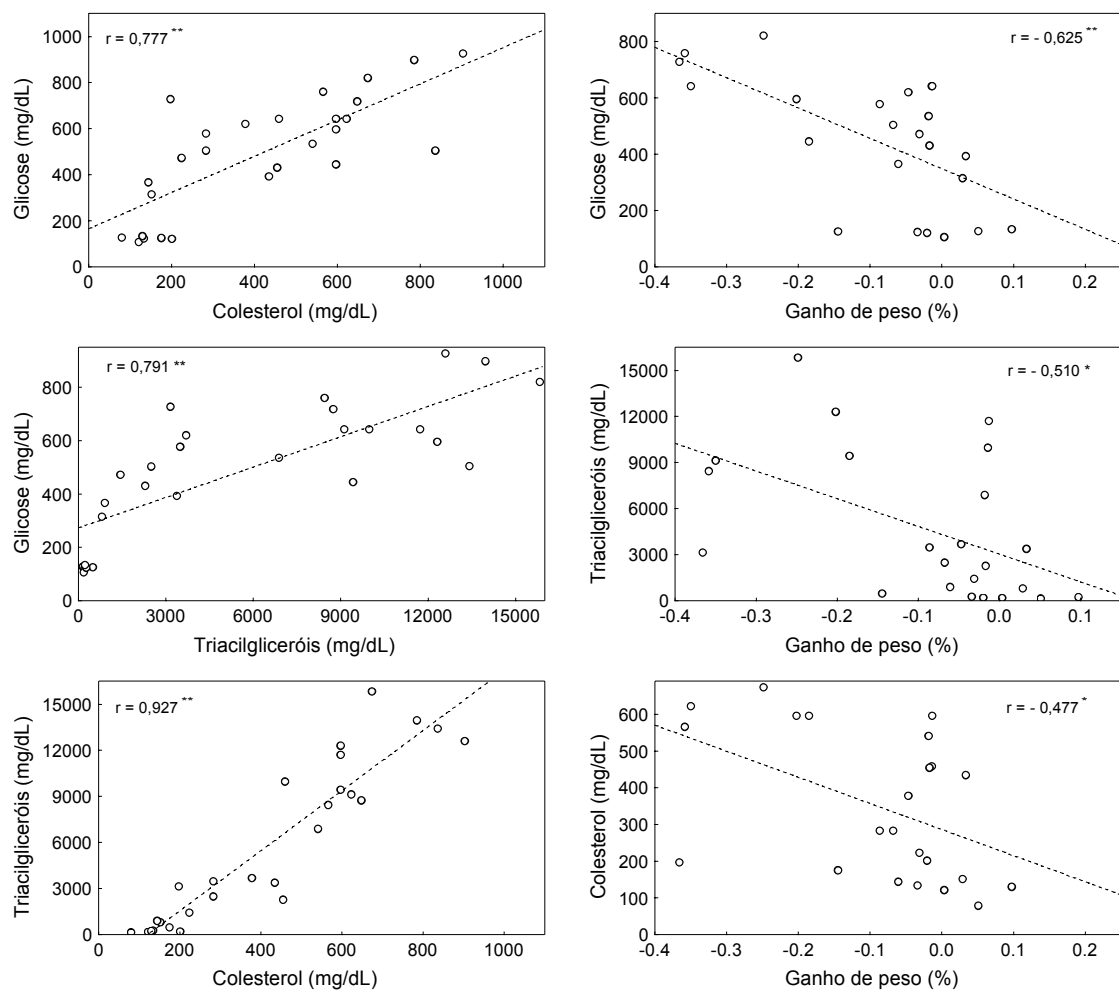 r = 0,777 **
1000
800
600
400
200
0
Glicose (mg/dL)
0 200 400 600 800 1000
Colesterol (mg/dL)
r = - 0,625 **
800
600
400
200
0
Glicose (mg/dL)
-0.4 -0.3 -0.2 -0.1 0.0 0.1
Ganho de peso (%)
r = 0,791 **
800
600
400
200
0
Glicose (mg/dL)
0 3000 6000 9000 12000 15000
Triacilgliceróis (mg/dL)
r = - 0,510 *
15000
12000
9000
6000
3000
0
Triacilgliceróis (mg/dL)
-0.4 -0.3 -0.2 -0.1 0.0 0.1
Ganho de peso (%)
r = 0,927 **
15000
12000
9000
6000
3000
0
Triacilgliceróis (mg/dL)
0 200 400 600 800 1000
Colesterol (mg/dL)
r = - 0,477 *
600
500
400
300
200
100
0
Colesterol (mg/dL)
-0.4 -0.3 -0.2 -0.1 0.0 0.1
Ganho de peso (%)